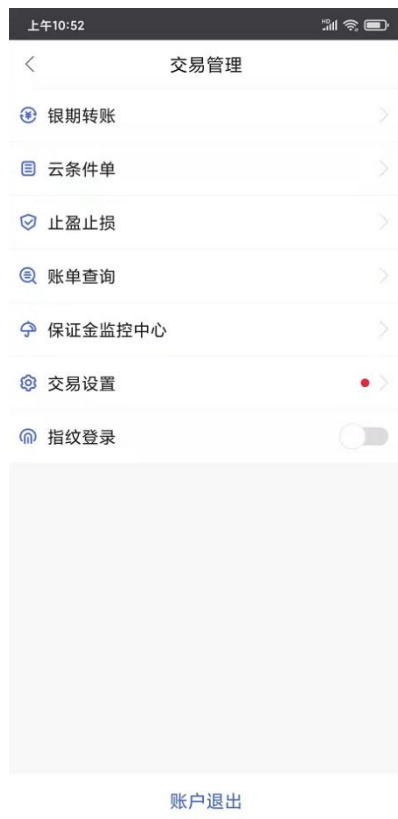 上午10:52
交易管理
银期转账
云条件单
止盈止损
账单查询
保证金监控中心
交易设置
指纹登录
账户退出